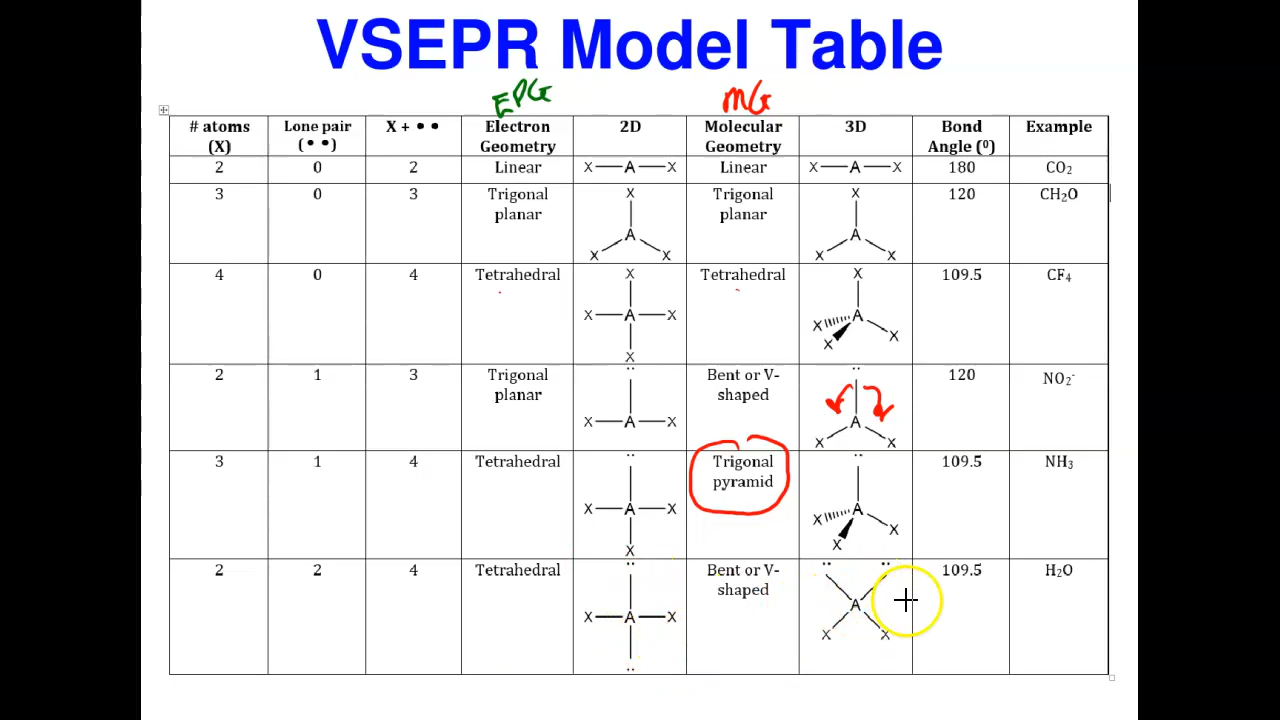 VSEPR Model Table
EPG MG
# atoms (X) Lone pair (••) X + •• Electron Geometry 2D Molecular Geometry 3D Bond Angle (⁰) Example
2 0 2 Linear X—A—X Linear X—A—X 180 CO₂
3 0 3 Trigonal planar X A X X Trigonal planar X A X X 120 CH₂O
4 0 4 Tetrahedral X X—A—X X Tetrahedral X A X X X 109.5 CF₄
2 1 3 Trigonal planar •• X—A—X Bent or V-shaped •• A X X 120 NO₂⁻
3 1 4 Tetrahedral •• X—A—X X Trigonal pyramid •• A X X X 109.5 NH₃
2 2 4 Tetrahedral •• X—A—X •• Bent or V-shaped •• •• A X X 109.5 H₂O